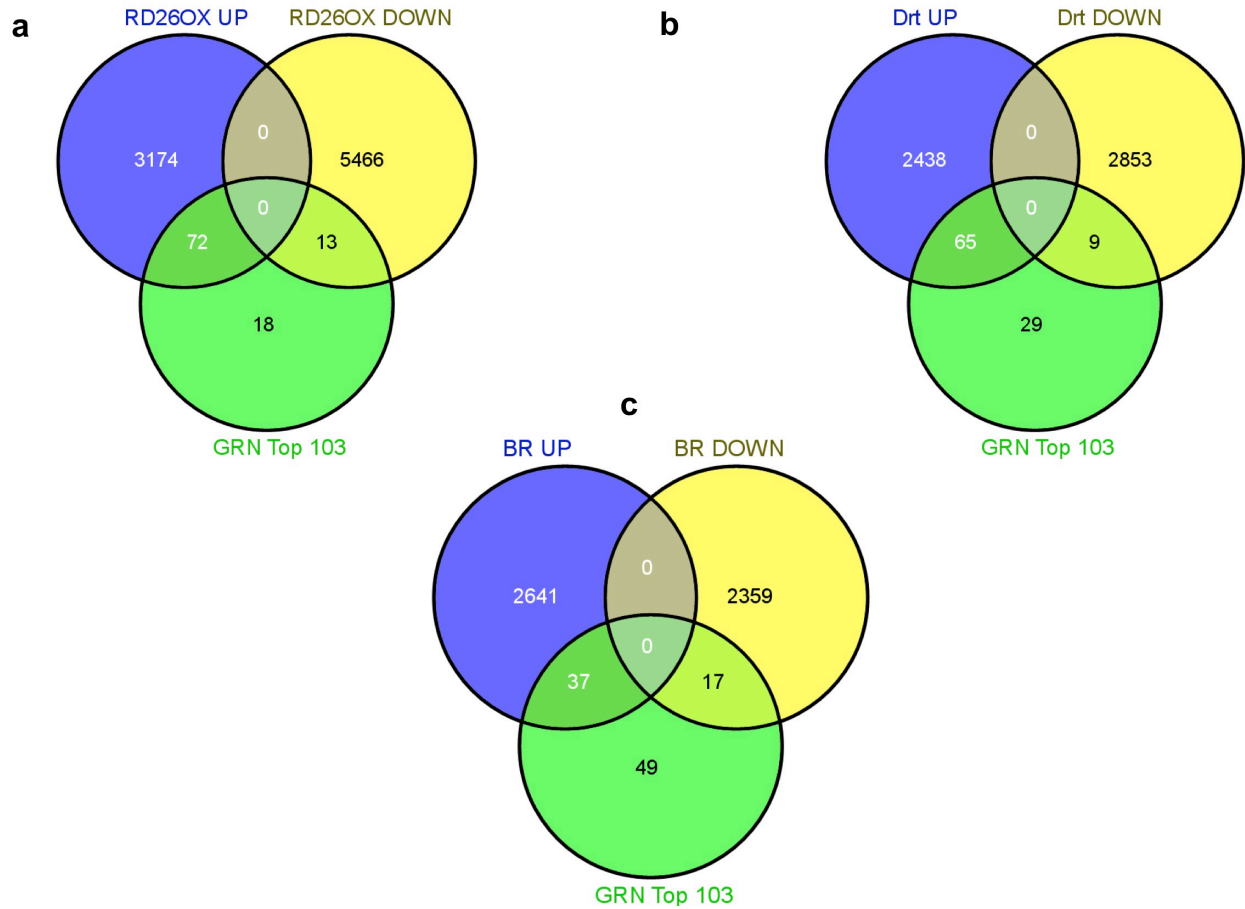 a
RD26OX UP
RD26OX DOWN
0
3174
5466
0
72
13
18
GRN Top 103
b
Drt UP
Drt DOWN
0
2438
2853
0
65
9
29
GRN Top 103
c
BR UP
BR DOWN
0
2641
2359
0
37
17
49
GRN Top 103